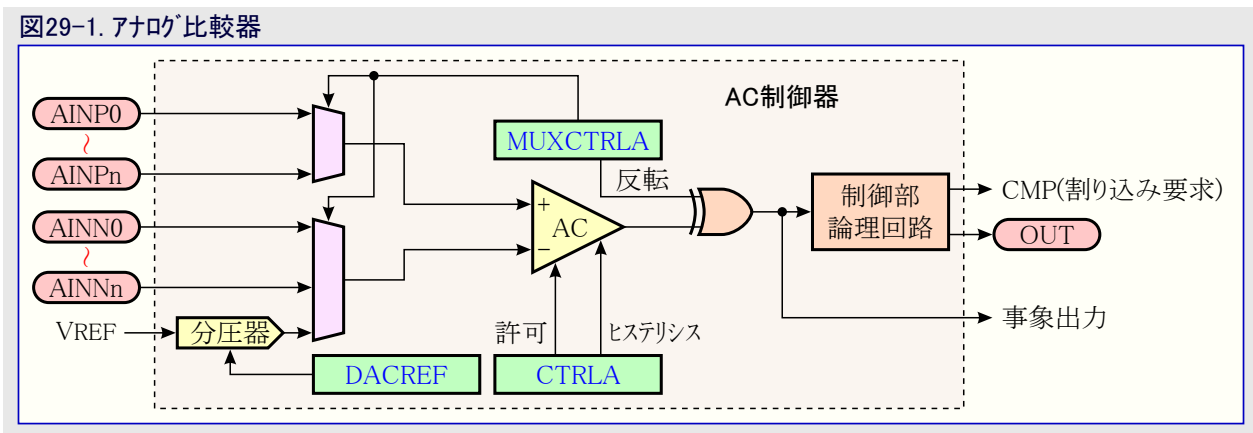 図29-1. アナログ比較器
AC制御器
AINP0
～
AINPn
AINN0
～
AINNn
VREF
分圧器
DACREF
MUXCTRLA
反転
+
AC
−
許可
ヒステリシス
CTRLA
制御部
論理回路
CMP(割り込み要求)
OUT
事象出力